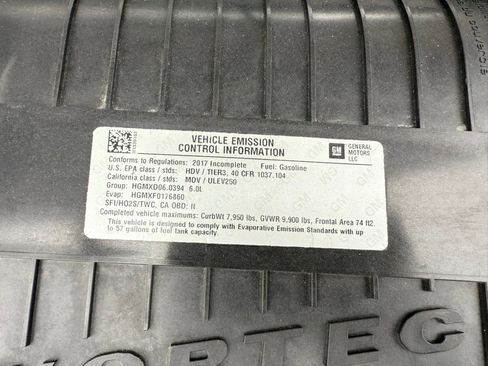 VEHICLE EMISSION
CONTROL INFORMATION
GM
GENERAL
MOTORS
LLC
Conforms to Regulations: 2017 Incomplete Fuel: Gasoline
U.S. EPA class / stds: HDV / TIER3, 40 CFR 1037.104
California class / stds: MDV / ULEV250
Group: HGMXD06.0394 6.0L
Evap: HGMXF0176860
SFI/HO2S/TWC, CA OBD: II
Completed vehicle maximums: CurbWt 7,950 lbs, GVWR 9,900 lbs, Frontal Area 74 ft2.
This vehicle is designed to comply with Evaporative Emission Standards with up
to 57 gallons of fuel tank capacity.
VORTEC